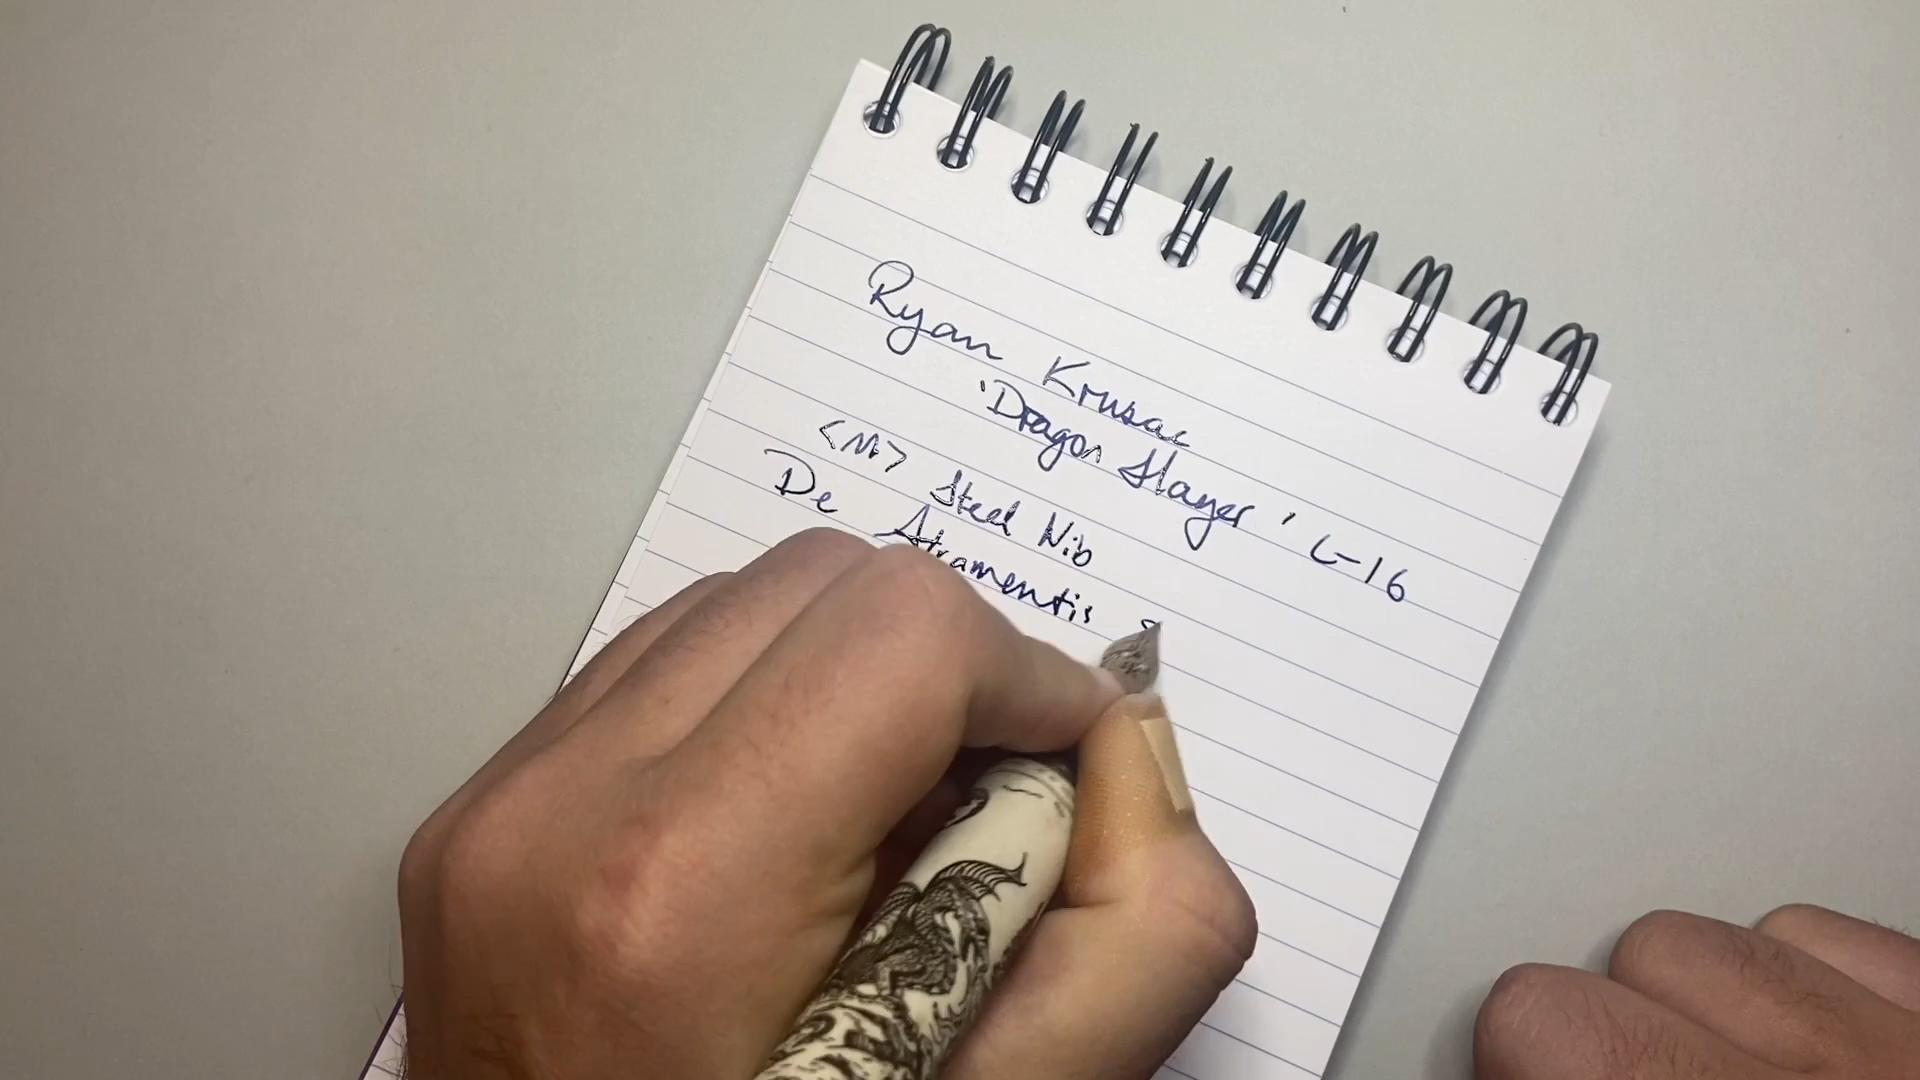 Ryan Krusac
'Dragon Slayer' L-16
<M> Steel Nib
De Atramentis